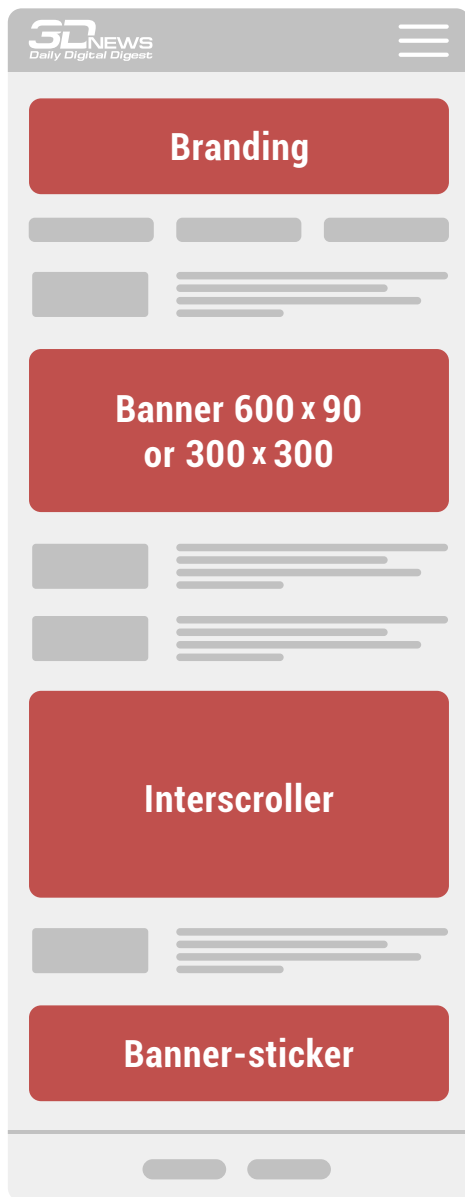 3DNEWS
Daily Digital Digest
Branding
Banner 600 x 90
or 300 x 300
Interscroller
Banner-sticker